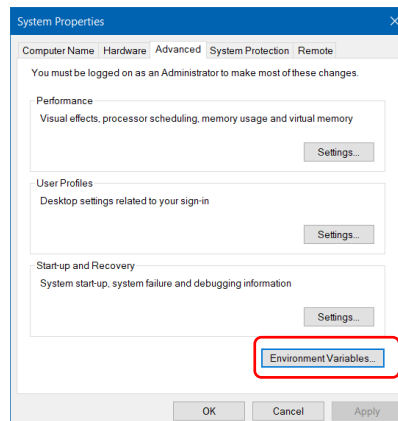 System Properties
Computer Name Hardware Advanced System Protection Remote
You must be logged on as an Administrator to make most of these changes.
Performance
Visual effects, processor scheduling, memory usage and virtual memory
Settings...
User Profiles
Desktop settings related to your sign-in
Settings...
Start-up and Recovery
System start-up, system failure and debugging information
Settings...
Environment Variables...
OK Cancel Apply